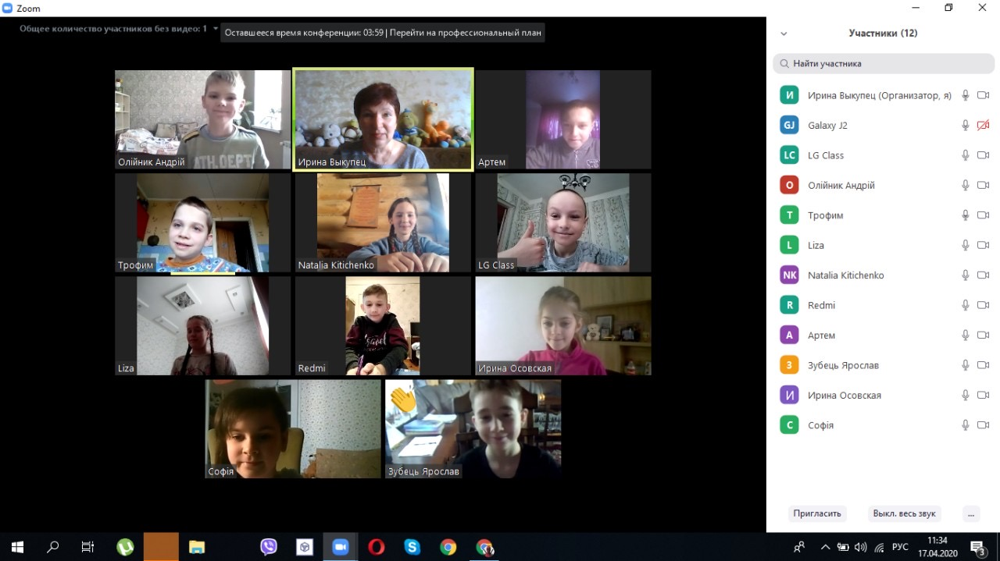 Zoom
Общее количество участников без видео: 1
Оставшееся время конференции: 03:59 | Перейти на профессиональный план
Участники (12)
Найти участника
Олійник Андрій
Ирина Выкупец
Артем
ATH.DEPT
Трофим
Natalia Kitichenko
LG Class
Liza
Redmi
Ирина Осовская
Софія
Зубець Ярослав
И Ирина Выкупец (Организатор, я)
GJ Galaxy J2
LC LG Class
О Олійник Андрій
Т Трофим
L Liza
NK Natalia Kitichenko
R Redmi
А Артем
З Зубець Ярослав
И Ирина Осовская
С Софія
Пригласить
Выкл. весь звук
...
РУС
11:34
17.04.2020
3